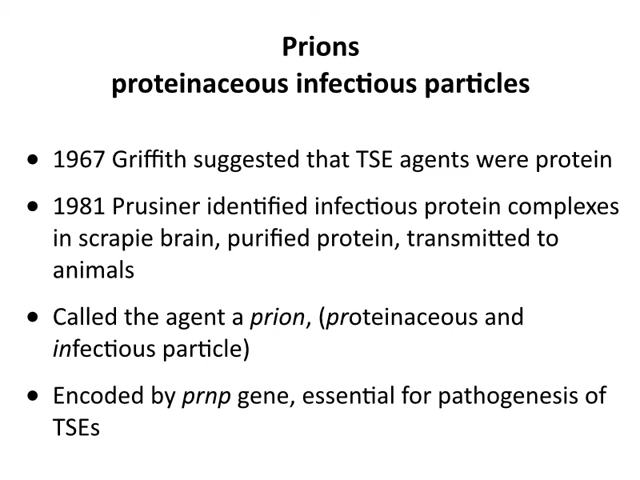 Prions
proteinaceous infectious particles
• 1967 Griffith suggested that TSE agents were protein
• 1981 Prusiner identified infectious protein complexes
in scrapie brain, purified protein, transmitted to
animals
• Called the agent a prion, (proteinaceous and
infectious particle)
• Encoded by prnp gene, essential for pathogenesis of
TSEs